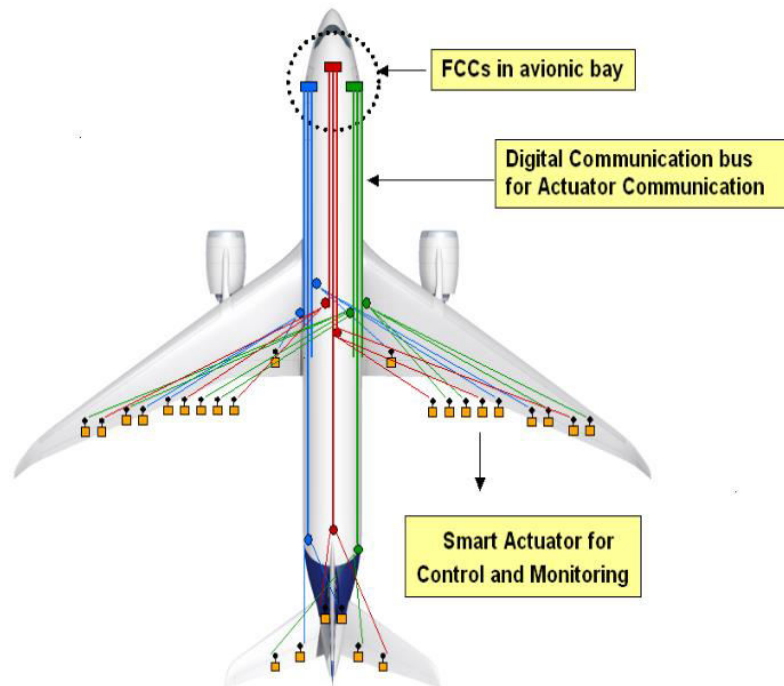 FCCs in avionic bay
Digital Communication bus
for Actuator Communication
Smart Actuator for
Control and Monitoring